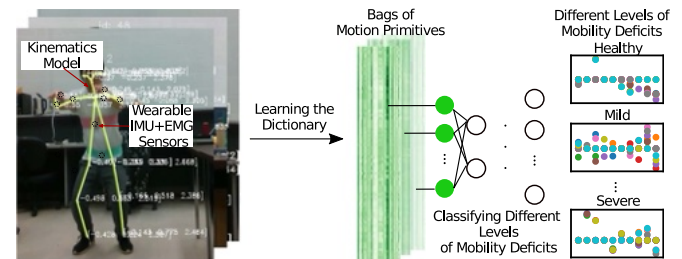 Kinematics
Model
Wearable
IMU+EMG
Sensors
Learning the
Dictionary
Bags of
Motion Primitives
Classifying Different
Levels
of Mobility Deficits
Different Levels of
Mobility Deficits
Healthy
Mild
...
Severe